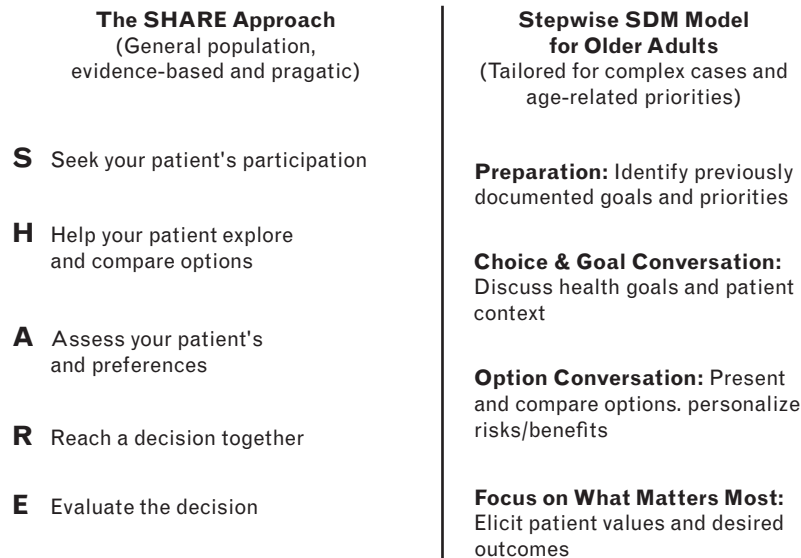 The SHARE Approach
(General population,
evidence-based and pragatic)
S Seek your patient's participation
H Help your patient explore
and compare options
A Assess your patient's
and preferences
R Reach a decision together
E Evaluate the decision
Stepwise SDM Model
for Older Adults
(Tailored for complex cases and
age-related priorities)
Preparation: Identify previously
documented goals and priorities
Choice & Goal Conversation:
Discuss health goals and patient
context
Option Conversation: Present
and compare options. personalize
risks/benefits
Focus on What Matters Most:
Elicit patient values and desired
outcomes